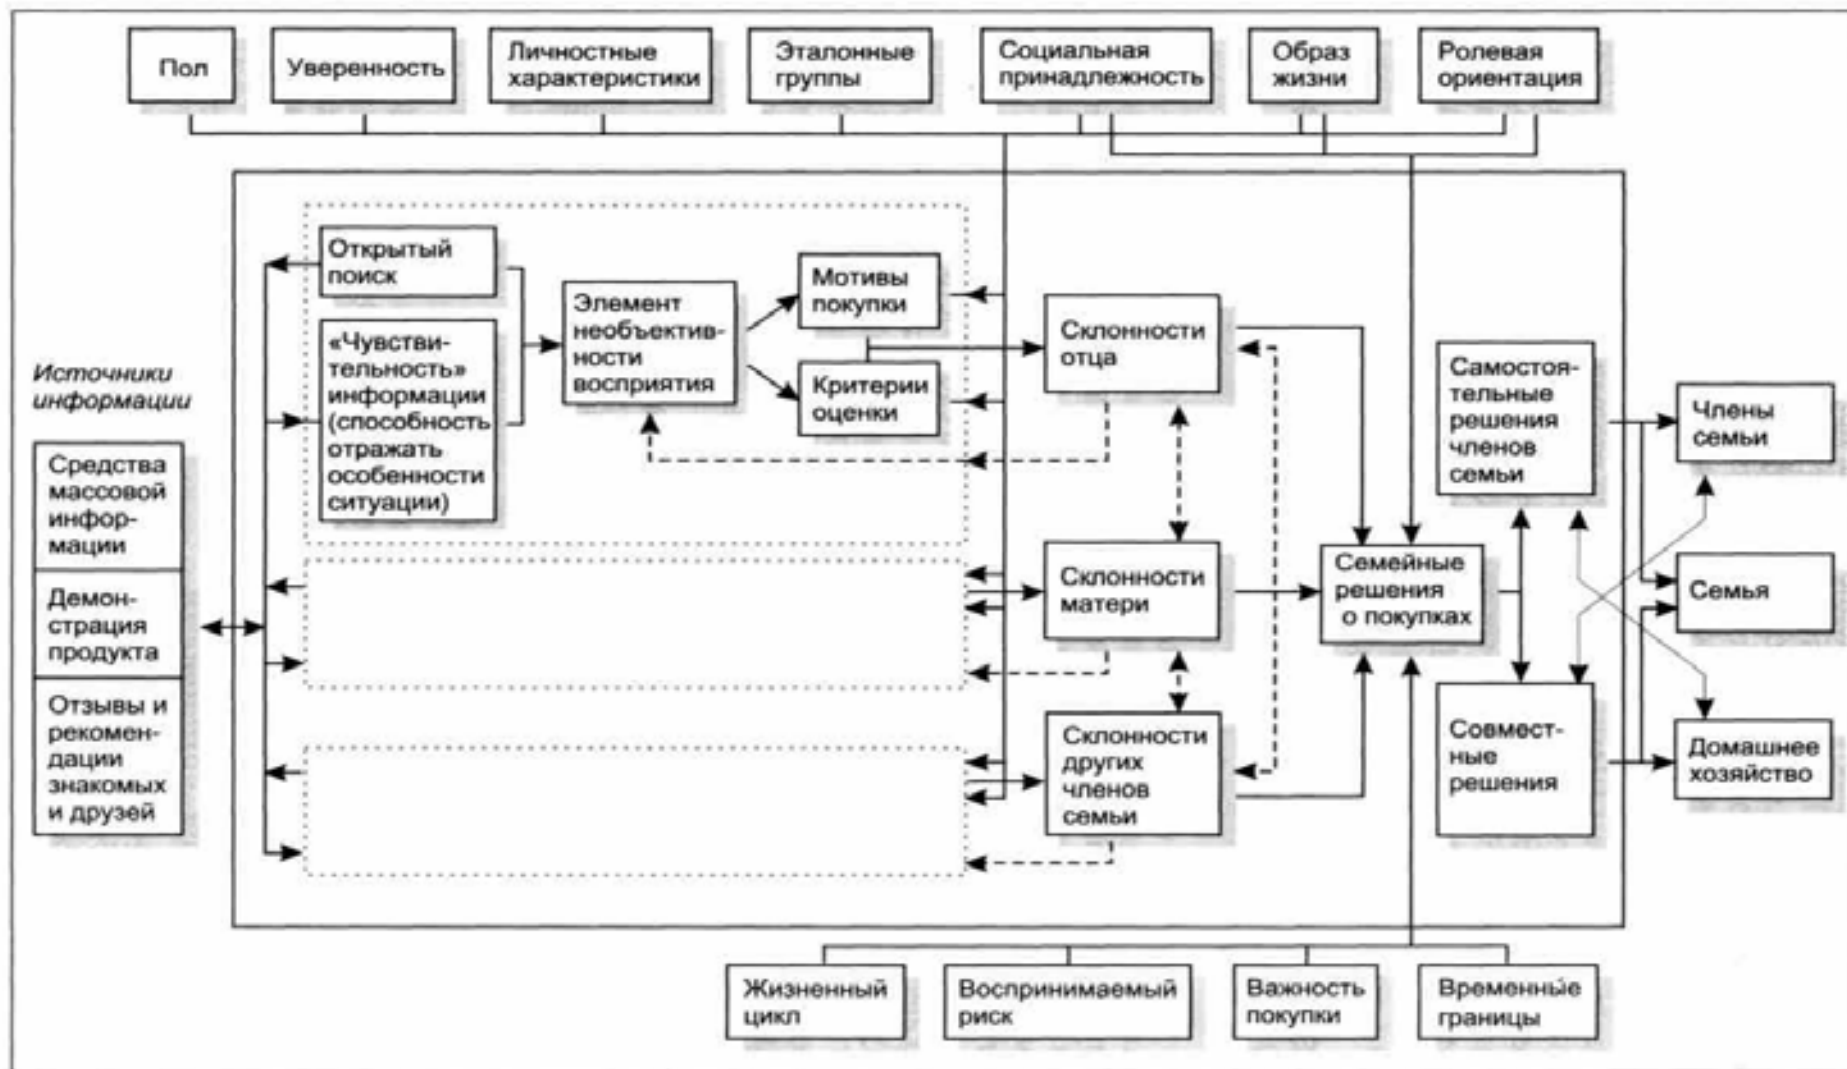 Пол
Уверенность
Личностные
характеристики
Эталонные
группы
Социальная
принадлежность
Образ
жизни
Ролевая
ориентация
Открытый
поиск
«Чувстви-
тельность»
информации
(способность
отражать
особенности
ситуации)
Элемент
необъектив-
ности
восприятия
Мотивы
покупки
Критерии
оценки
Склонности
отца
Источники
информации
Средства
массовой
инфор-
мации
Демон-
страция
продукта
Отзывы и
рекомен-
дации
знакомых
и друзей
Склонности
матери
Склонности
других
членов
семьи
Семейные
решения
о покупках
Самостоя-
тельные
решения
членов
семьи
Совмест-
ные
решения
Члены
семьи
Семья
Домашнее
хозяйство
Жизненный
цикл
Воспринимаемый
риск
Важность
покупки
Временные
границы